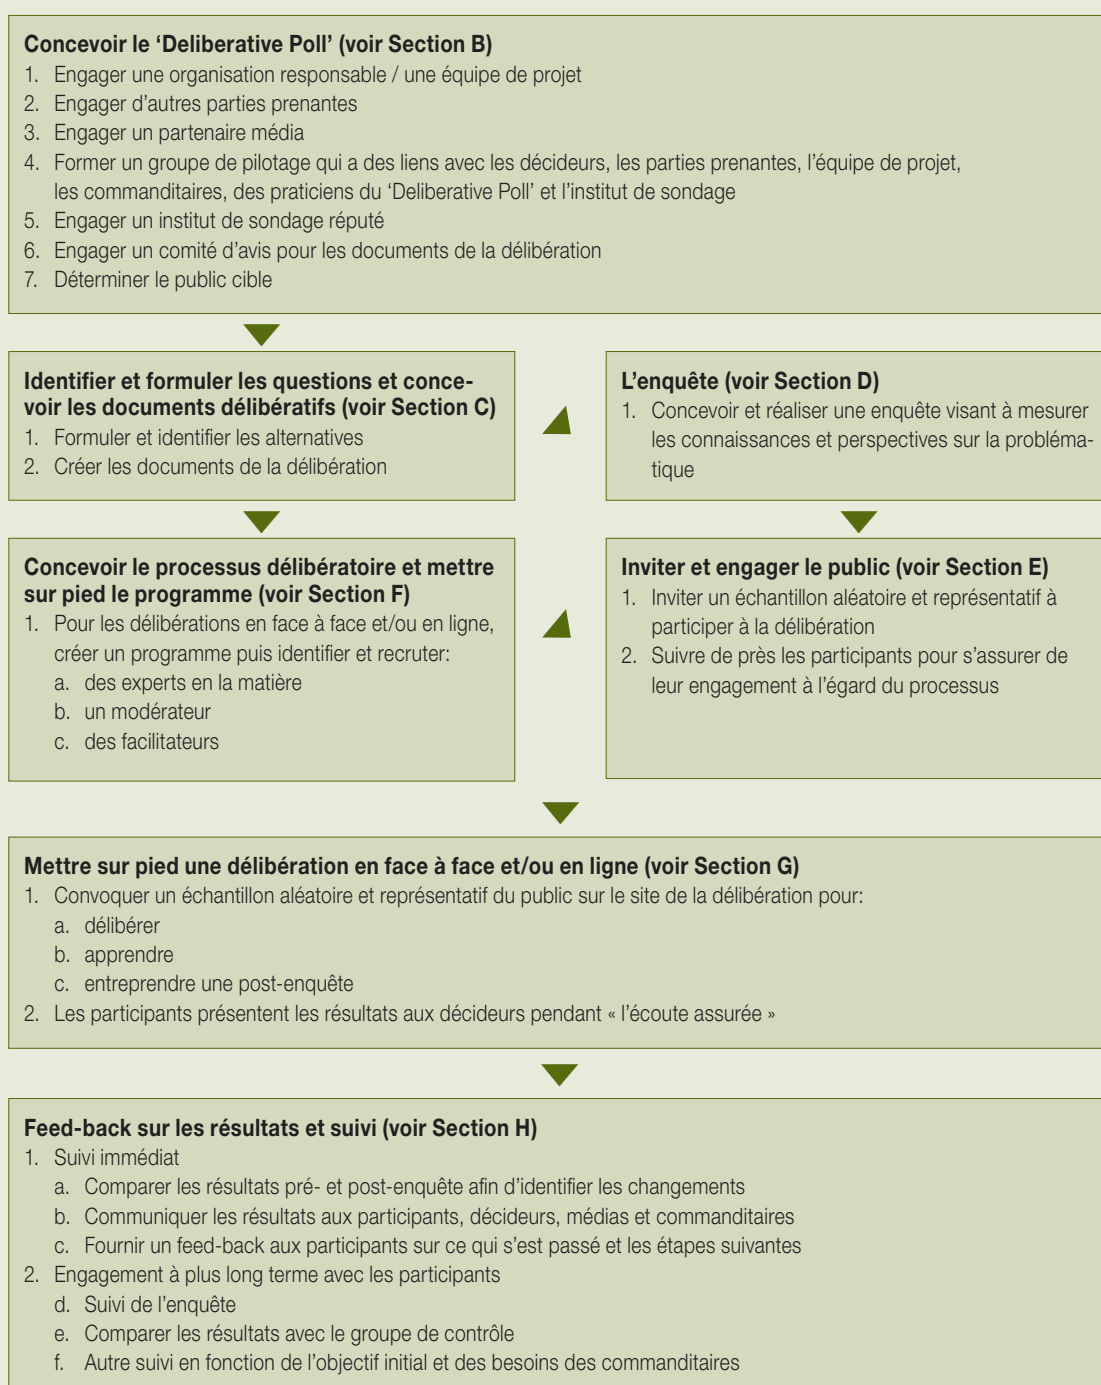 Concevoir le ‘Deliberative Poll’ (voir Section B)
1. Engager une organisation responsable / une équipe de projet
2. Engager d’autres parties prenantes
3. Engager un partenaire média
4. Former un groupe de pilotage qui a des liens avec les décideurs, les parties prenantes, l’équipe de projet,
les commanditaires, des praticiens du ‘Deliberative Poll’ et l’institut de sondage
5. Engager un institut de sondage réputé
6. Engager un comité d’avis pour les documents de la délibération
7. Déterminer le public cible
Identifier et formuler les questions et conce-
voir les documents délibératifs (voir Section C)
1. Formuler et identifier les alternatives
2. Créer les documents de la délibération
L’enquête (voir Section D)
1. Concevoir et réaliser une enquête visant à mesurer
les connaissances et perspectives sur la probléma-
tique
Concevoir le processus délibératoire et mettre
sur pied le programme (voir Section F)
1. Pour les délibérations en face à face et/ou en ligne,
créer un programme puis identifier et recruter:
a. des experts en la matière
b. un modérateur
c. des facilitateurs
Inviter et engager le public (voir Section E)
1. Inviter un échantillon aléatoire et représentatif à
participer à la délibération
2. Suivre de près les participants pour s’assurer de
leur engagement à l’égard du processus
Mettre sur pied une délibération en face à face et/ou en ligne (voir Section G)
1. Convoquer un échantillon aléatoire et représentatif du public sur le site de la délibération pour:
a. délibérer
b. apprendre
c. entreprendre une post-enquête
2. Les participants présentent les résultats aux décideurs pendant « l’écoute assurée »
Feed-back sur les résultats et suivi (voir Section H)
1. Suivi immédiat
a. Comparer les résultats pré- et post-enquête afin d’identifier les changements
b. Communiquer les résultats aux participants, décideurs, médias et commanditaires
c. Fournir un feed-back aux participants sur ce qui s’est passé et les étapes suivantes
2. Engagement à plus long terme avec les participants
d. Suivi de l’enquête
e. Comparer les résultats avec le groupe de contrôle
f. Autre suivi en fonction de l’objectif initial et des besoins des commanditaires